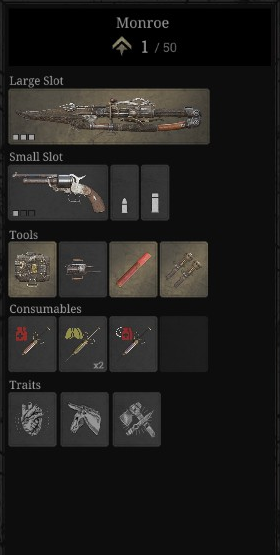 Monroe
1 / 50
Large Slot
Small Slot
Tools
Consumables
x2
Traits